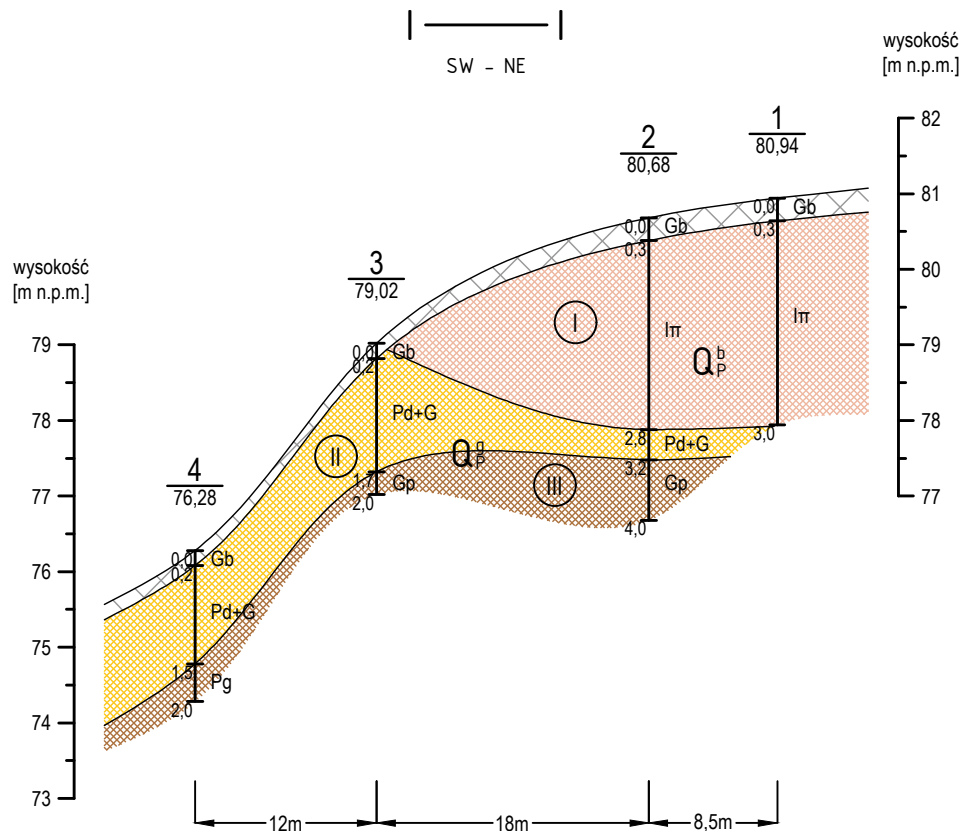 SW - NE
wysokość
[m n.p.m.]
82
81
80
79
78
77
1
80,94
2
80,68
3
79,02
4
76,28
wysokość
[m n.p.m.]
79
78
77
76
75
74
73
0,0 Gb
0,3
Iπ
3,0
0,0 Gb
0,3
Iπ
2,8
Pd+G
3,2
Gp
4,0
0,0 Gb
0,2
Pd+G
1,7
Gp
2,0
0,0 Gb
0,2
Pd+G
1,5
Pg
2,0
I
II
III
Q b P
Q g P
12m
18m
8,5m